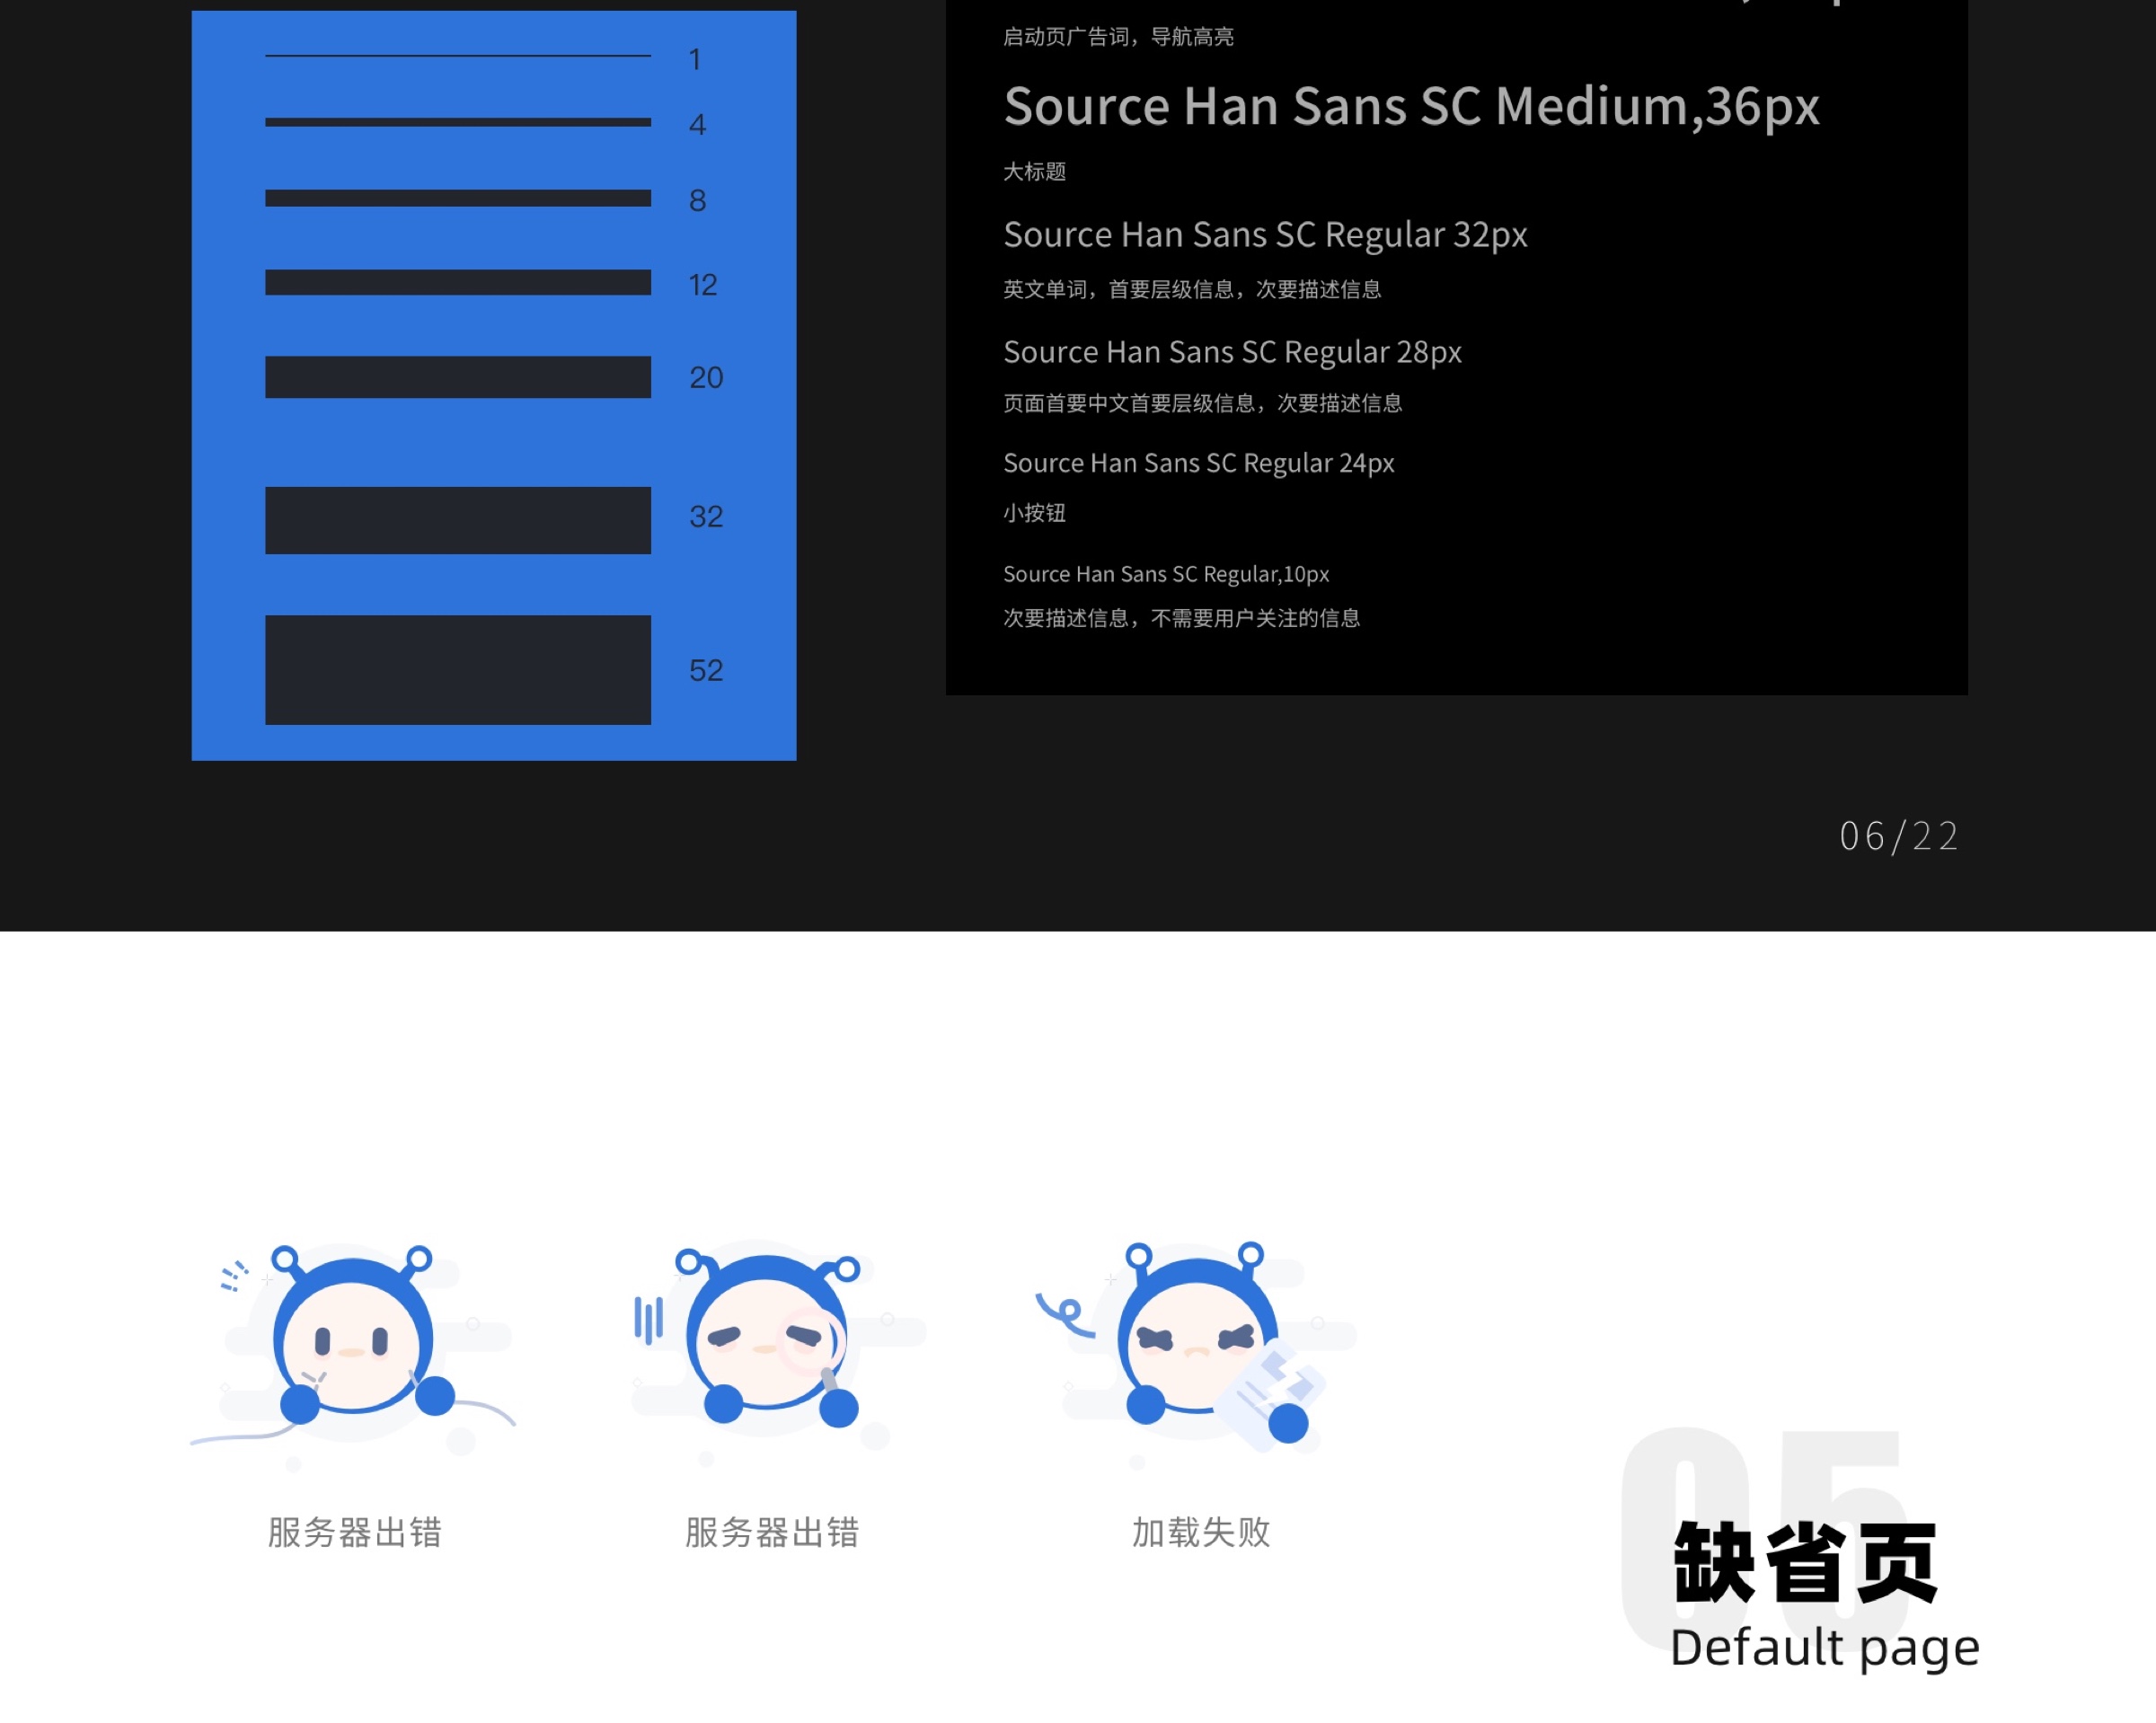 1
4
8
12
20
32
52
启动页广告词，导航高亮
Source Han Sans SC Medium,36px
大标题
Source Han Sans SC Regular 32px
英文单词，首要层级信息，次要描述信息
Source Han Sans SC Regular 28px
页面首要中文首要层级信息，次要描述信息
Source Han Sans SC Regular 24px
小按钮
Source Han Sans SC Regular,10px
次要描述信息，不需要用户关注的信息
06/22
服务器出错
服务器出错
加载失败
05
缺省页
Default page